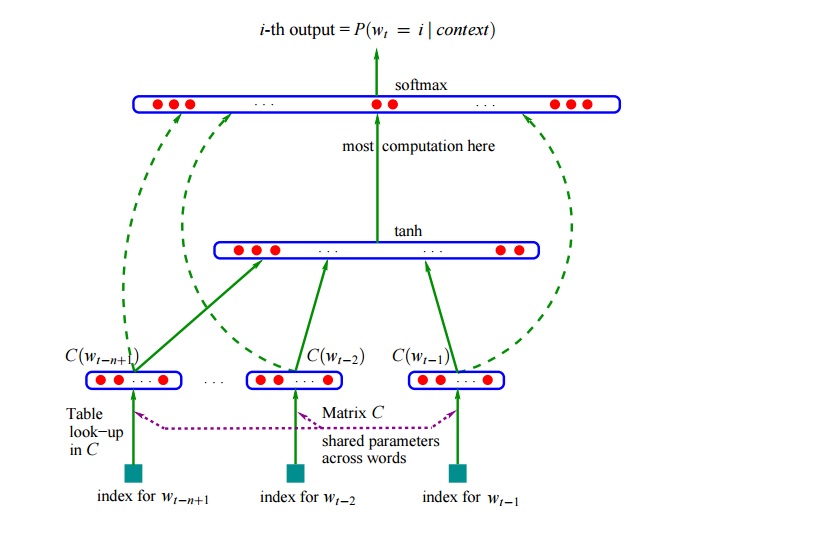 i-th output = P(w_t = i | context)
softmax
. . . . . .
most computation here
tanh
. . . . . .
C(w_{t−n+1}) C(w_{t−2}) C(w_{t−1})
. . . . . . . . . . . .
Table
look−up
in C
Matrix C
shared parameters
across words
index for w_{t−n+1} index for w_{t−2} index for w_{t−1}